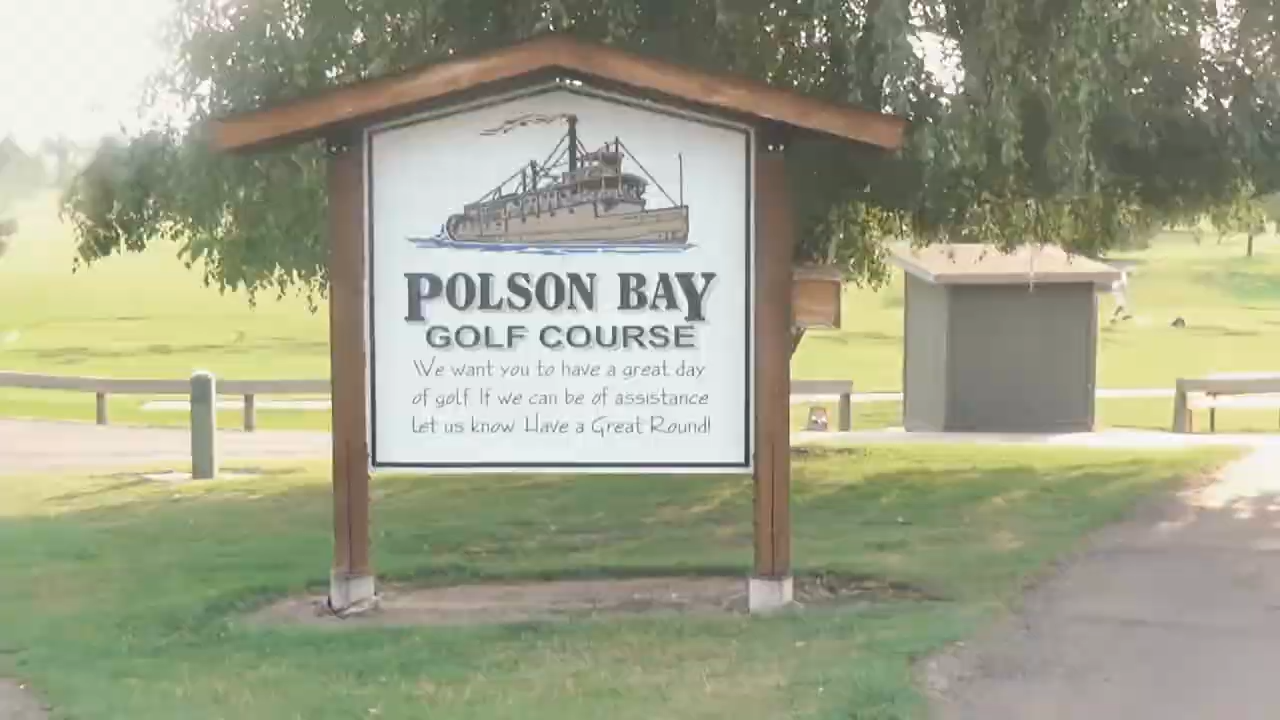 POLSON BAY
GOLF COURSE
We want you to have a great day
of golf If we can be of assistance
let us know Have a Great Round!